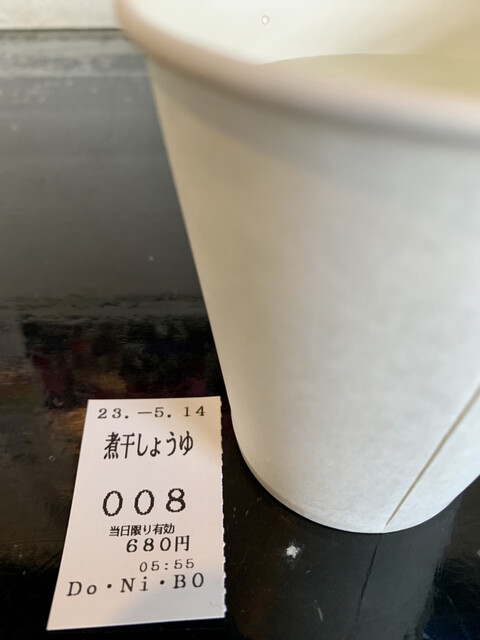 23.－5.14
煮干しょうゆ
008
当日限り有効
680円
05:55
Do・Ni・BO